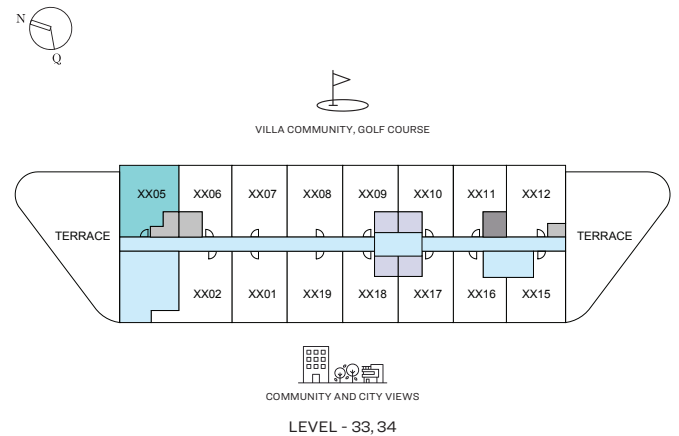 N
Q
VILLA COMMUNITY, GOLF COURSE
XX05 XX06 XX07 XX08 XX09 XX10 XX11 XX12
TERRACE TERRACE
XX02 XX01 XX19 XX18 XX17 XX16 XX15
COMMUNITY AND CITY VIEWS
LEVEL - 33, 34